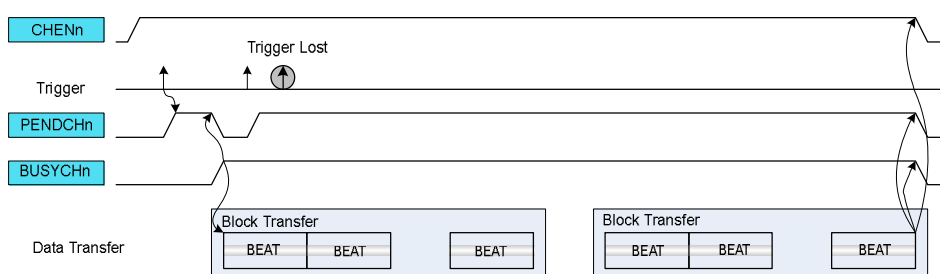 CHENn
Trigger Lost
Trigger
PENDCHn
BUSYCHn
Data Transfer
Block Transfer
BEAT
BEAT
BEAT
Block Transfer
BEAT
BEAT
BEAT